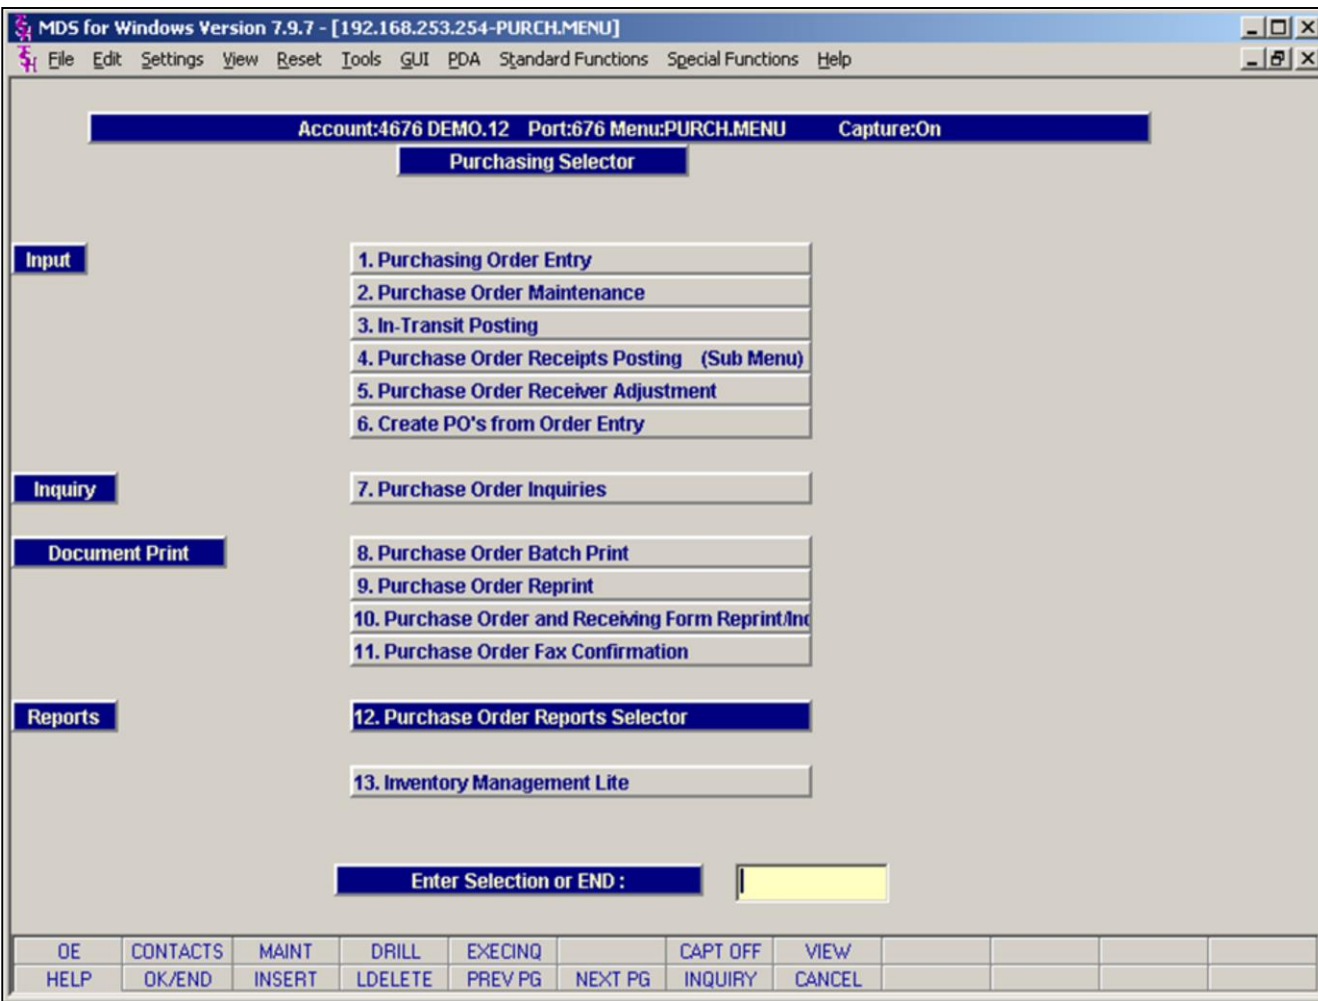 MDS for Windows Version 7.9.7 - [192.168.253.254-PURCH.MENU]
File Edit Settings View Reset Tools GUI PDA Standard Functions Special Functions Help
Account:4676 DEMO.12 Port:676 Menu:PURCH.MENU Capture:On
Purchasing Selector
Input
1. Purchasing Order Entry
2. Purchase Order Maintenance
3. In-Transit Posting
4. Purchase Order Receipts Posting (Sub Menu)
5. Purchase Order Receiver Adjustment
6. Create PO's from Order Entry
Inquiry
7. Purchase Order Inquiries
Document Print
8. Purchase Order Batch Print
9. Purchase Order Reprint
10. Purchase Order and Receiving Form Reprint/Inq
11. Purchase Order Fax Confirmation
Reports
12. Purchase Order Reports Selector
13. Inventory Management Lite
Enter Selection or END :
OE CONTACTS MAINT DRILL EXECINQ CAPT OFF VIEW
HELP OK/END INSERT LDELETE PREV PG NEXT PG INQUIRY CANCEL